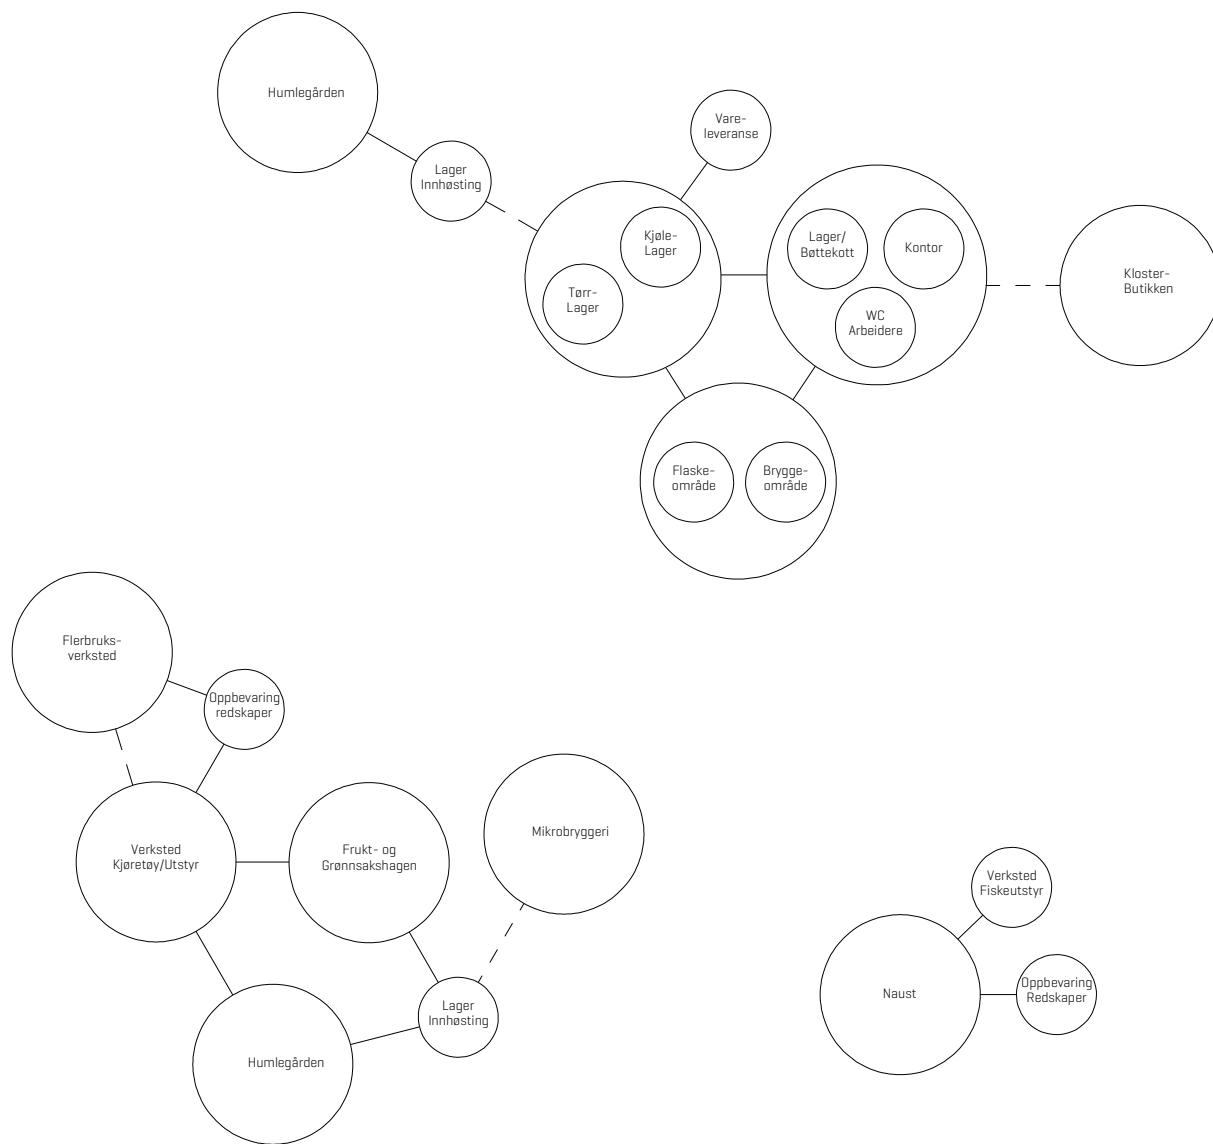 Humlegården
Vare-
leveranse
Lager
Innhøsting
Kjøle-
Lager
Tørr-
Lager
Lager/
Bøttekott
Kontor
WC
Arbeidere
Kloster-
Butikken
Flaske-
område
Brygge-
område
Flerbruks-
verksted
Oppbevaring
redskaper
Verksted
Kjøretøy/Utstyr
Frukt- og
Grønnsakshagen
Mikrobryggeri
Lager
Innhøsting
Humlegården
Verksted
Fiskeutstyr
Naust
Oppbevaring
Redskaper